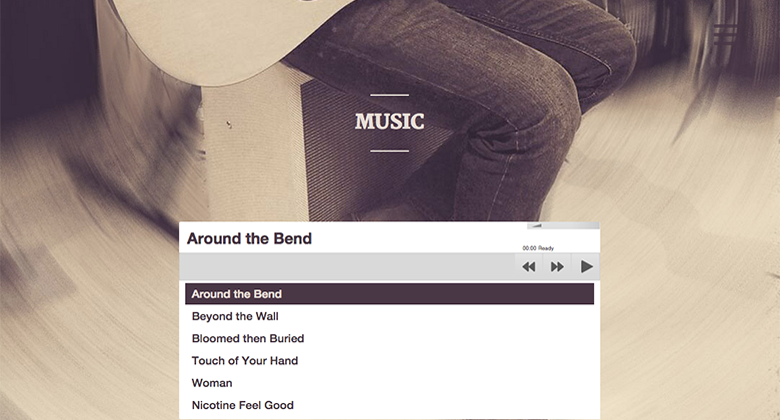 MUSIC
Around the Bend
00:00 Ready
Around the Bend
Beyond the Wall
Bloomed then Buried
Touch of Your Hand
Woman
Nicotine Feel Good